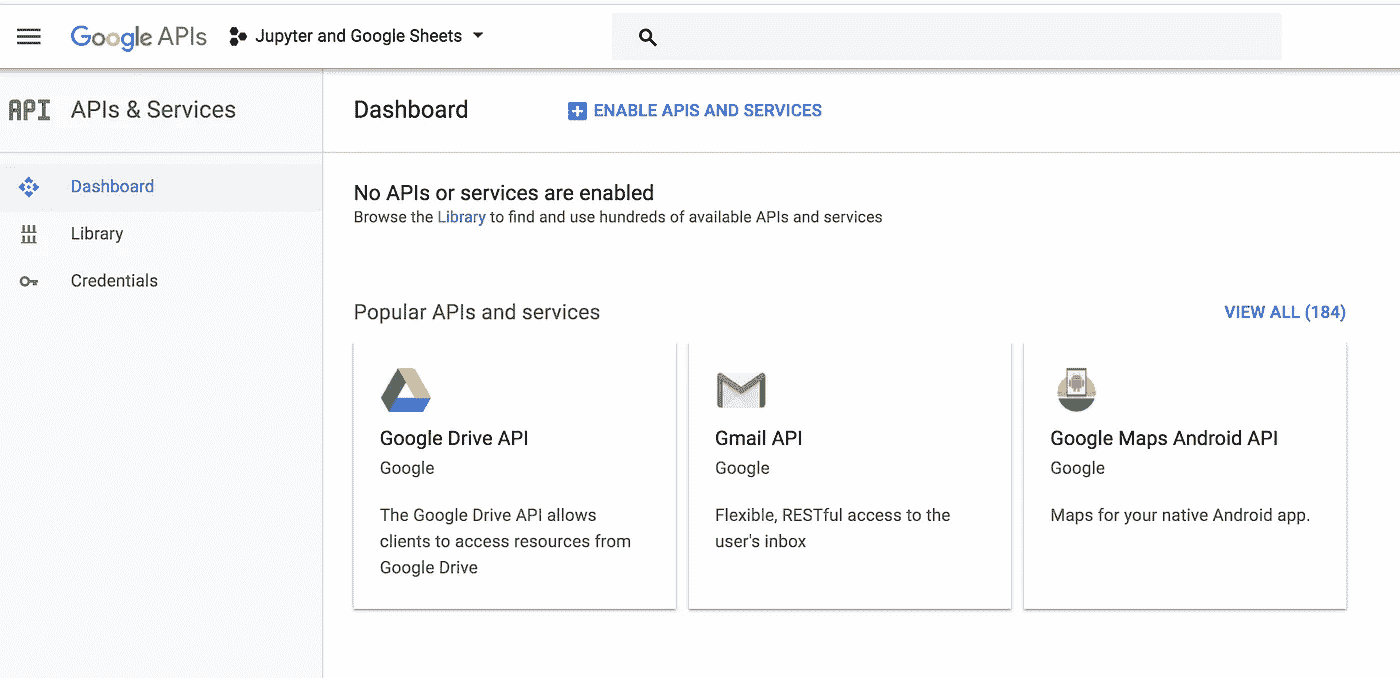 Google APIs Jupyter and Google Sheets
API APIs & Services
Dashboard ENABLE APIS AND SERVICES
Dashboard
Library
Credentials
No APIs or services are enabled
Browse the Library to find and use hundreds of available APIs and services
Popular APIs and services VIEW ALL (184)
Google Drive API
Google
The Google Drive API allows
clients to access resources from
Google Drive
Gmail API
Google
Flexible, RESTful access to the
user's inbox
Google Maps Android API
Google
Maps for your native Android app.